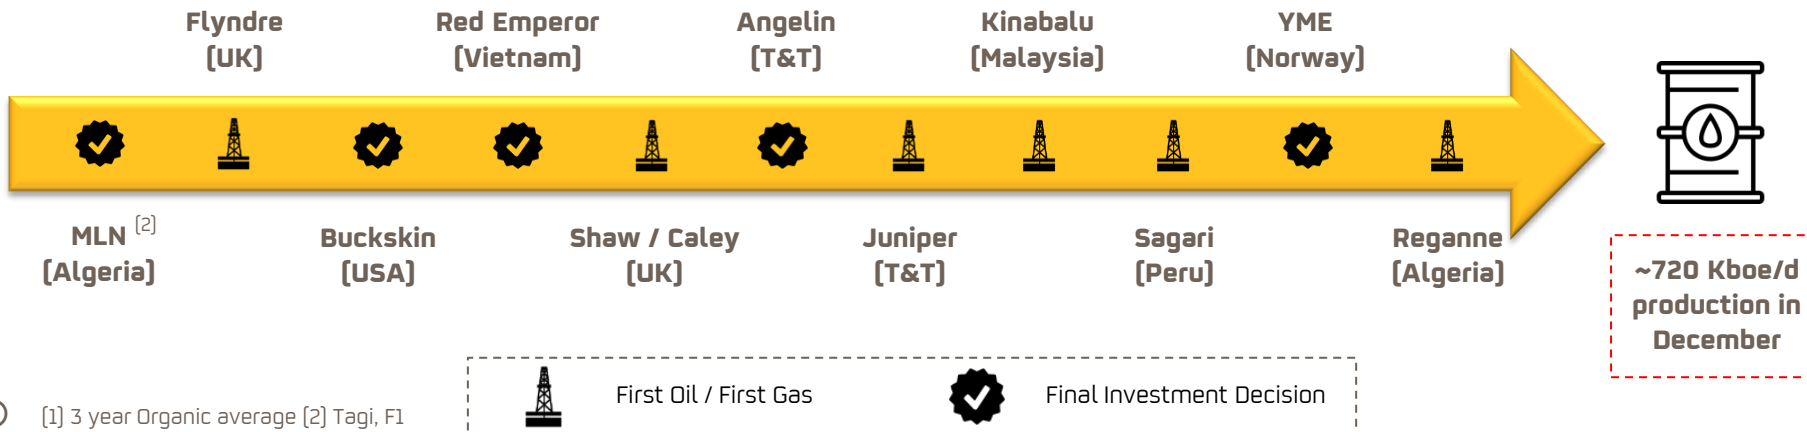 Flyndre
(UK)
Red Emperor
(Vietnam)
Angelin
(T&T)
Kinabalu
(Malaysia)
YME
(Norway)
MLN (2)
(Algeria)
Buckskin
(USA)
Shaw / Caley
(UK)
Juniper
(T&T)
Sagari
(Peru)
Reganne
(Algeria)
~720 Kboe/d
production in
December
First Oil / First Gas
Final Investment Decision
(1) 3 year Organic average (2) Tagi, F1